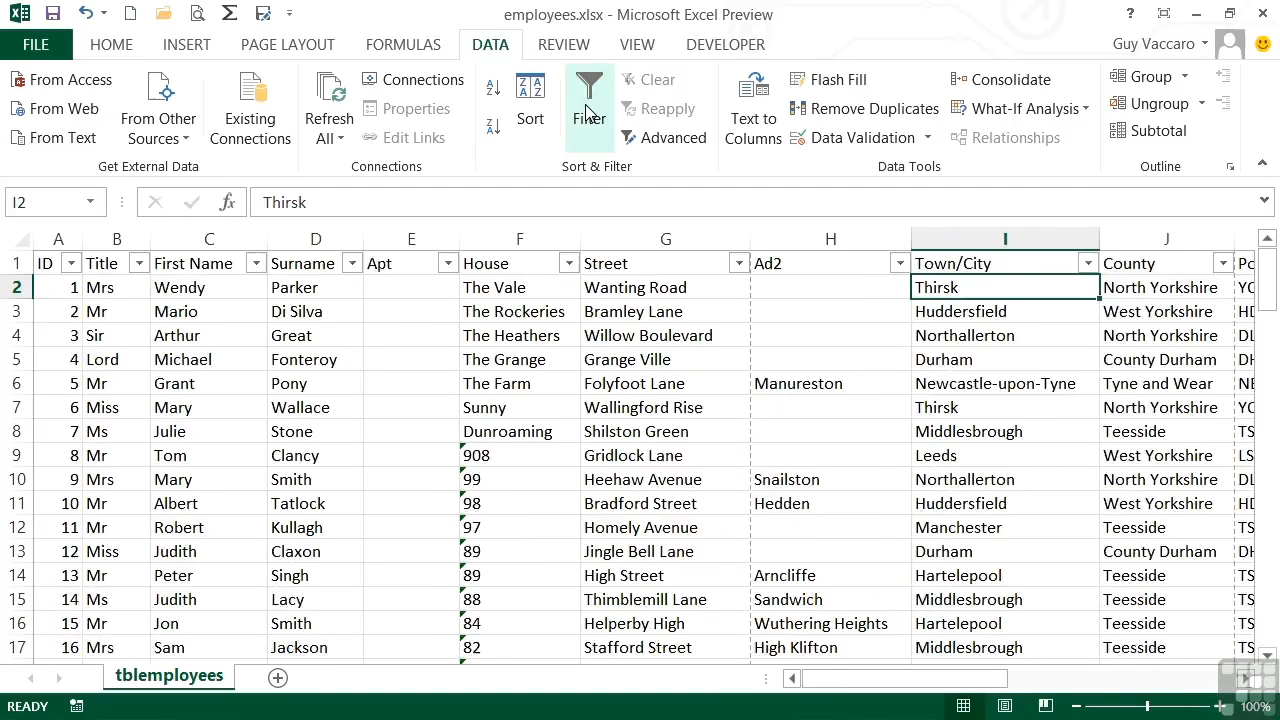 employees.xlsx - Microsoft Excel Preview
FILE HOME INSERT PAGE LAYOUT FORMULAS DATA REVIEW VIEW DEVELOPER Guy Vaccaro
From Access
From Web
From Text
From Other Sources
Existing Connections
Get External Data
Refresh All
Connections
Properties
Edit Links
Connections
Sort
Filter
Clear
Reapply
Advanced
Sort & Filter
Text to Columns
Flash Fill
Remove Duplicates
Data Validation
Consolidate
What-If Analysis
Relationships
Data Tools
Group
Ungroup
Subtotal
Outline
I2 fx Thirsk
A B C D E F G H I J
1 ID Title First Name Surname Apt House Street Ad2 Town/City County Pc
2 1 Mrs Wendy Parker The Vale Wanting Road Thirsk North Yorkshire YO
3 2 Mr Mario Di Silva The Rockeries Bramley Lane Huddersfield West Yorkshire HD
4 3 Sir Arthur Great The Heathers Willow Boulevard Northallerton North Yorkshire DL
5 4 Lord Michael Fonteroy The Grange Grange Ville Durham County Durham DH
6 5 Mr Grant Pony The Farm Folyfoot Lane Manureston Newcastle-upon-Tyne Tyne and Wear NE
7 6 Miss Mary Wallace Sunny Wallingford Rise Thirsk North Yorkshire YO
8 7 Ms Julie Stone Dunroaming Shilston Green Middlesbrough Teesside TS
9 8 Mr Tom Clancy 908 Gridlock Lane Leeds West Yorkshire LS
10 9 Mrs Mary Smith 99 Heehaw Avenue Snailston Northallerton North Yorkshire DL
11 10 Mr Albert Tatlock 98 Bradford Street Hedden Huddersfield West Yorkshire HD
12 11 Mr Robert Kullagh 97 Homely Avenue Manchester Teesside TS
13 12 Miss Judith Claxon 89 Jingle Bell Lane Durham County Durham DH
14 13 Mr Peter Singh 89 High Street Arncliffe Hartelepool Teesside TS
15 14 Ms Judith Lacy 88 Thimblemill Lane Sandwich Middlesbrough Teesside TS
16 15 Mr Jon Smith 84 Helperby High Wuthering Heights Hartelepool Teesside TS
17 16 Mrs Sam Jackson 82 Stafford Street High Klifton Middlesbrough Teesside TS
tblemployees
READY 100%